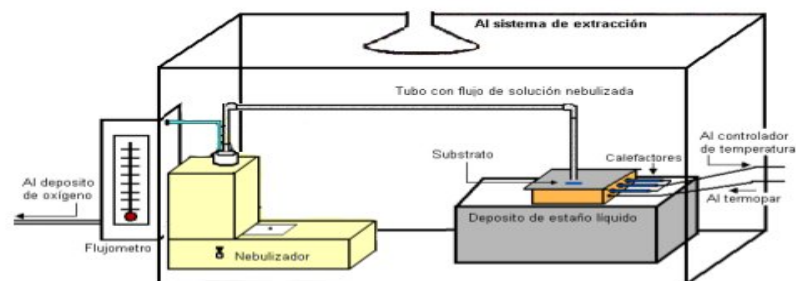 Al sistema de extracción
Tubo con flujo de solución nebulizada
Al controlador
de temperatura
Substrato
Calefactores
Al deposito
de oxígeno
Al termopar
Deposito de estaño líquido
Flujometro
Nebulizador